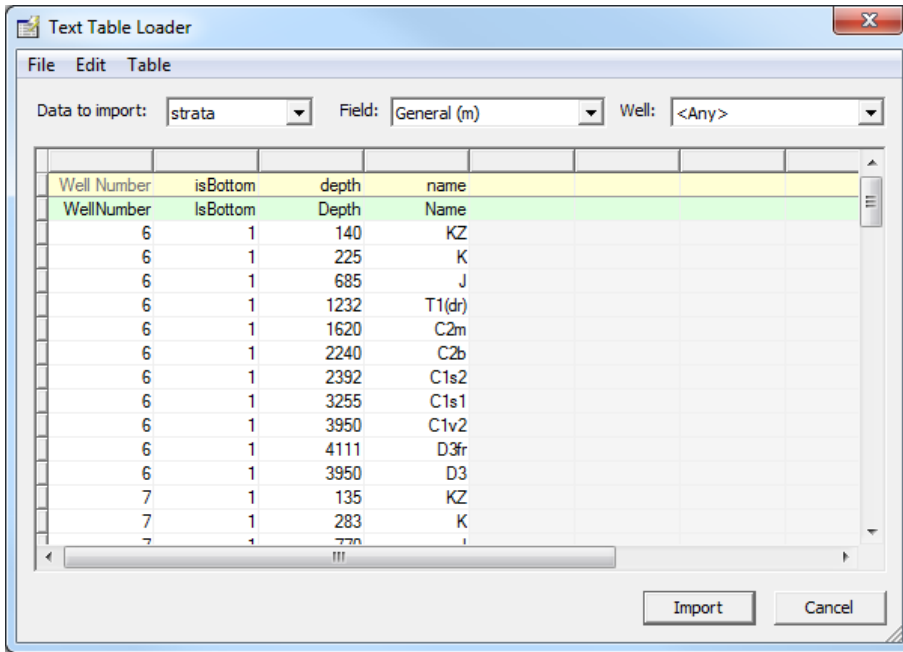 Text Table Loader
File Edit Table
Data to import: strata Field: General (m) Well: <Any>
Well Number isBottom depth name
WellNumber IsBottom Depth Name
6 1 140 KZ
6 1 225 K
6 1 685 J
6 1 1232 T1(dr)
6 1 1620 C2m
6 1 2240 C2b
6 1 2392 C1s2
6 1 3255 C1s1
6 1 3950 C1v2
6 1 4111 D3fr
6 1 3950 D3
7 1 135 KZ
7 1 283 K
7 1 770 J
Import Cancel